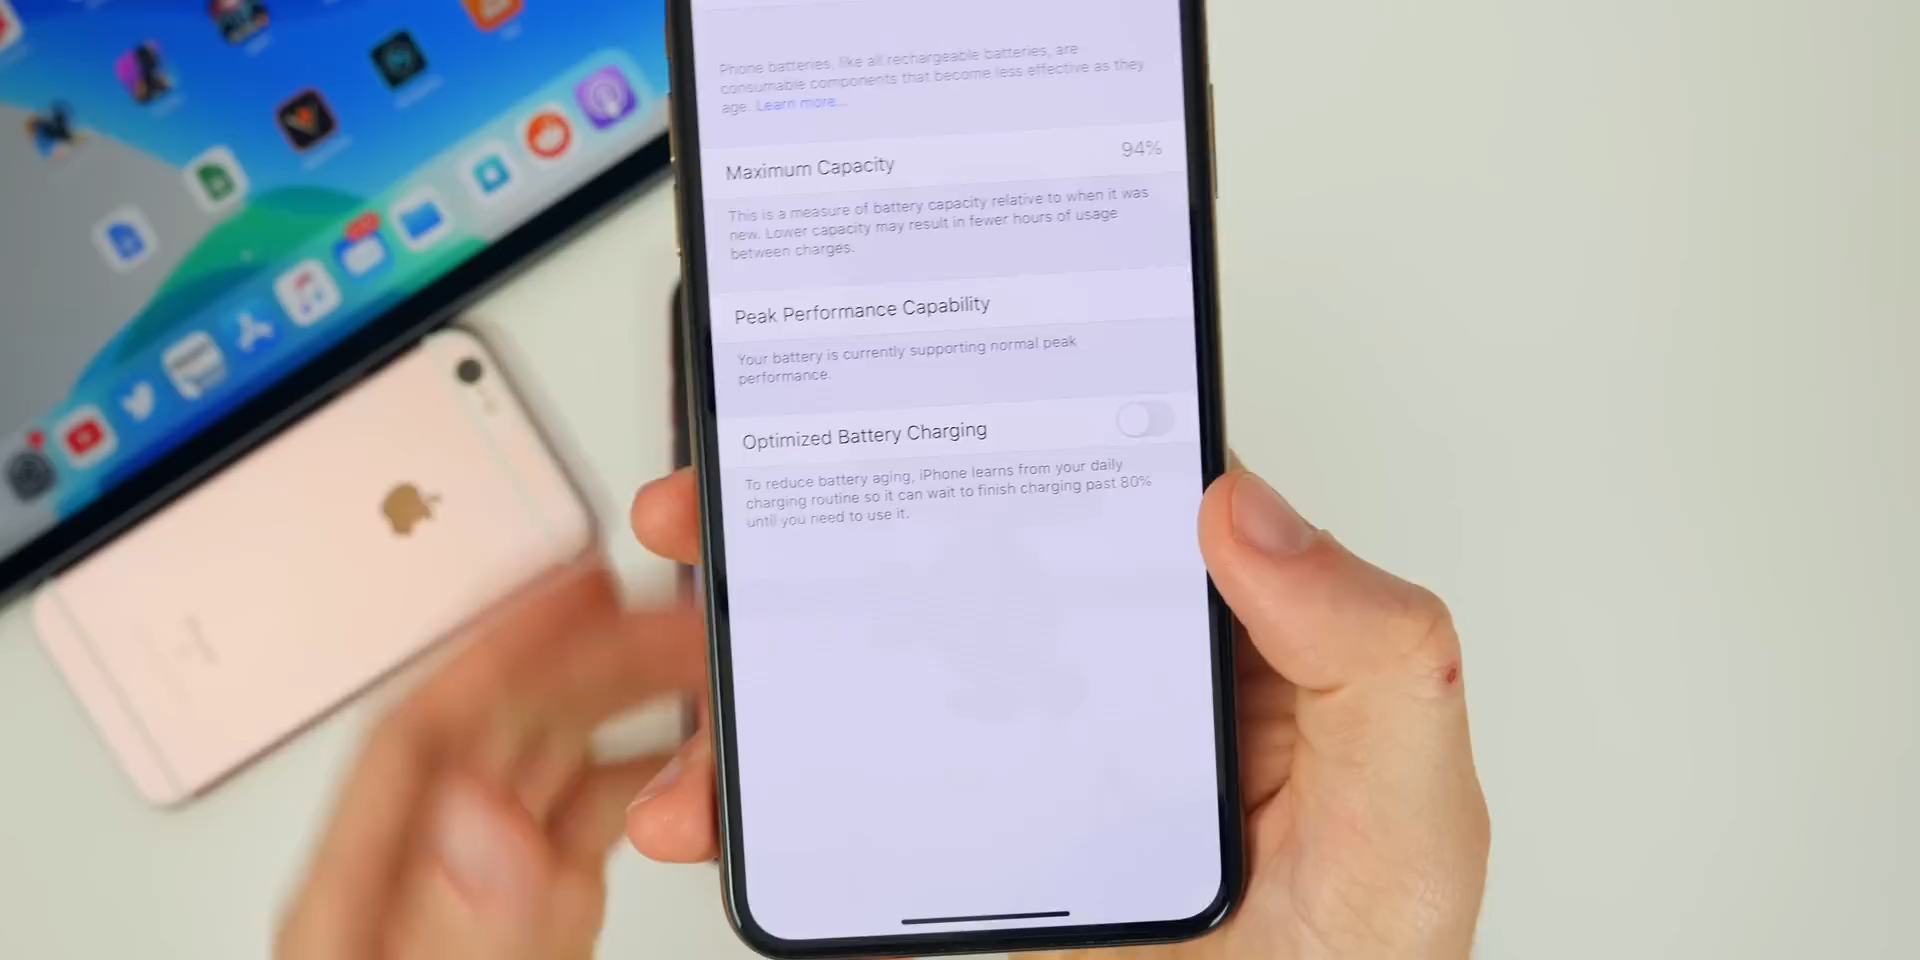 Phone batteries, like all rechargeable batteries, are
consumable components that become less effective as they
age. Learn more...
Maximum Capacity 94%
This is a measure of battery capacity relative to when it was
new. Lower capacity may result in fewer hours of usage
between charges.
Peak Performance Capability
Your battery is currently supporting normal peak
performance.
Optimized Battery Charging
To reduce battery aging, iPhone learns from your daily
charging routine so it can wait to finish charging past 80%
until you need to use it.